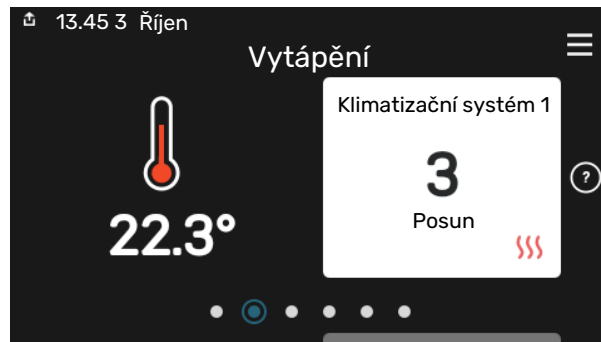 13.45 3 Říjen
Vytápění
Klimatizační systém 1
3
Posun
22.3°
?